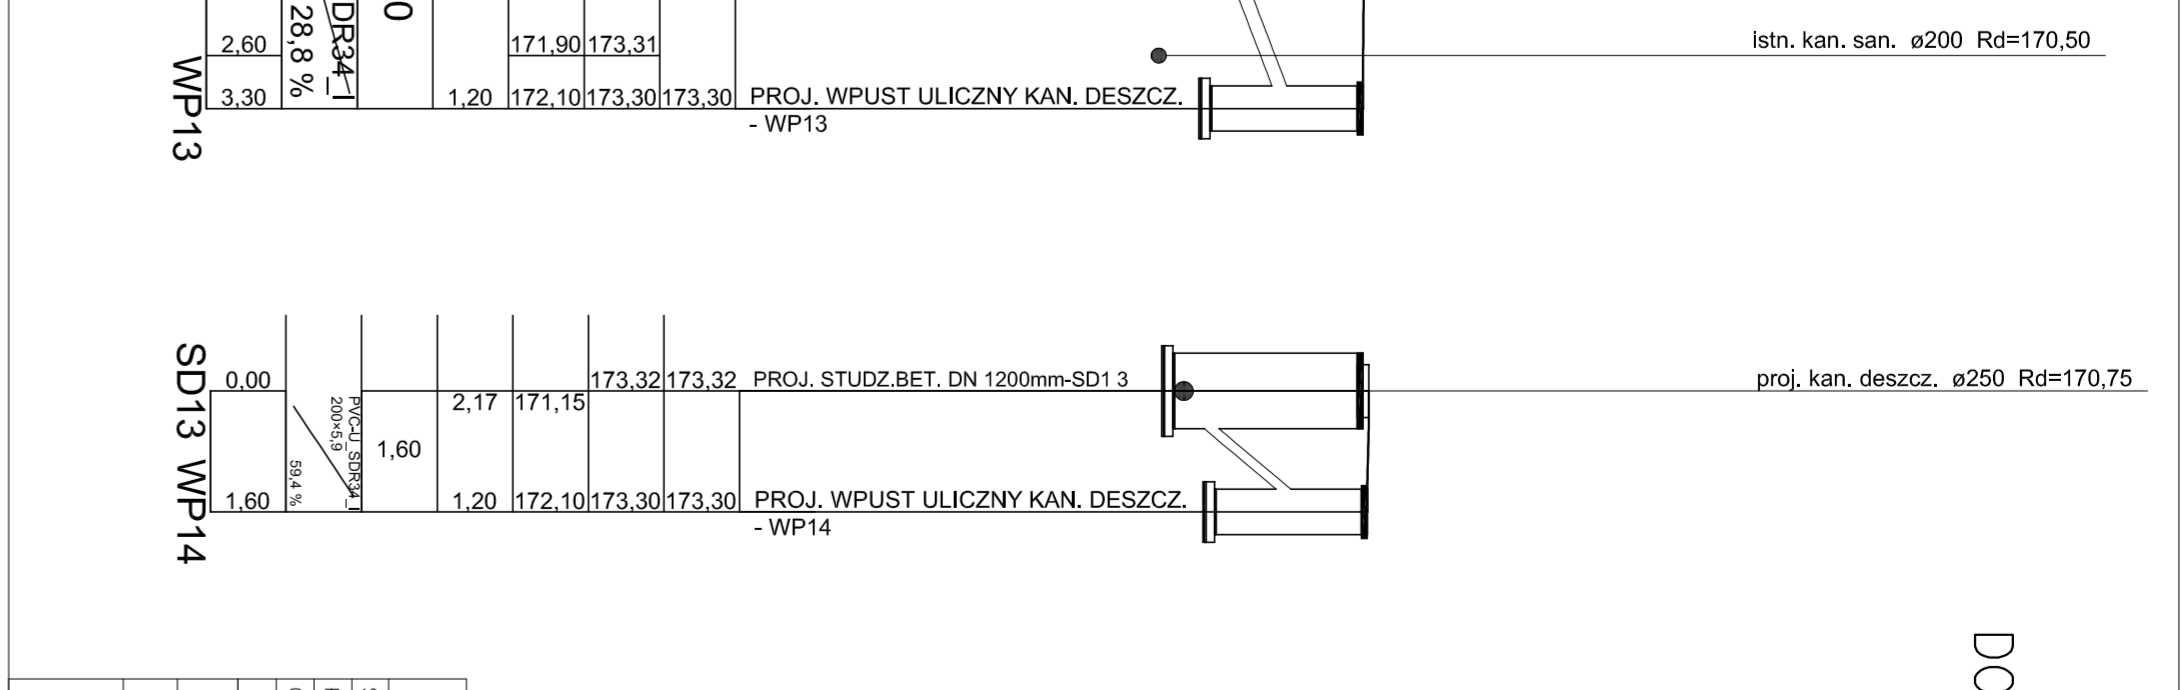 0
DR34_I
28,8 %
2,60 171,90 173,31
istn. kan. san. ø200 Rd=170,50
WP13
3,30 1,20 172,10 173,30 173,30 PROJ. WPUST ULICZNY KAN. DESZCZ.
- WP13
SD13 WP14
0,00 173,32 173,32 PROJ. STUDZ.BET. DN 1200mm-SD1 3
proj. kan. deszcz. ø250 Rd=170,75
2,17 171,15
PVC-U_SDR34_I
200×5,9
59,4 %
1,60
1,60 1,20 172,10 173,30 173,30 PROJ. WPUST ULICZNY KAN. DESZCZ.
- WP14
DC